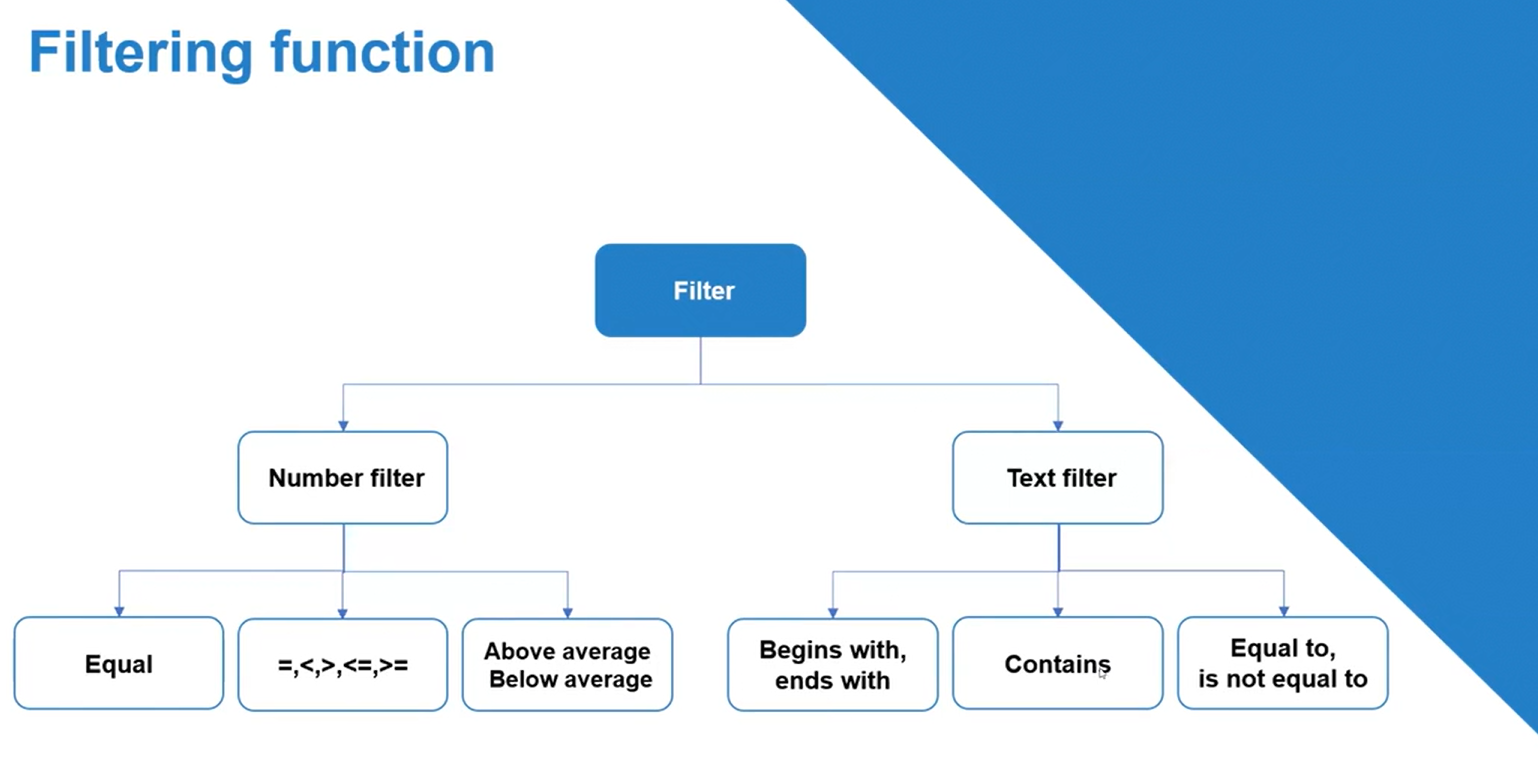 Filtering function
Filter
Number filter
Text filter
Equal
=,<,>,<=,>=
Above average
Below average
Begins with,
ends with
Contains
Equal to,
is not equal to